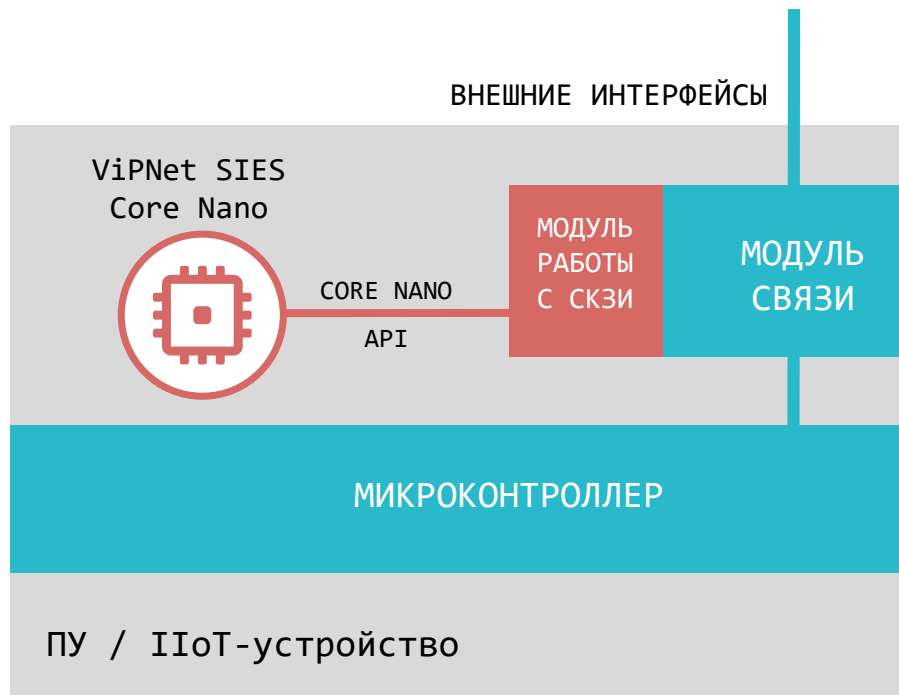 ВНЕШНИЕ ИНТЕРФЕЙСЫ
ViPNet SIES
Core Nano
CORE NANO
API
МОДУЛЬ
РАБОТЫ
С СКЗИ
МОДУЛЬ
СВЯЗИ
МИКРОКОНТРОЛЛЕР
ПУ / IIoT-устройство